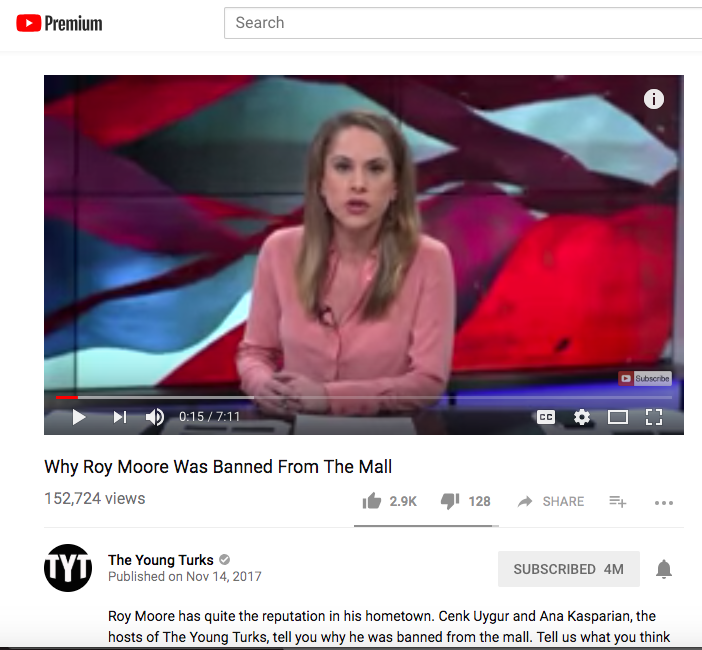 Premium
Search
i
Subscribe
0:15 / 7:11
CC
Why Roy Moore Was Banned From The Mall
152,724 views
2.9K
128
SHARE
TYT
The Young Turks
Published on Nov 14, 2017
SUBSCRIBED 4M
Roy Moore has quite the reputation in his hometown. Cenk Uygur and Ana Kasparian, the
hosts of The Young Turks, tell you why he was banned from the mall. Tell us what you think